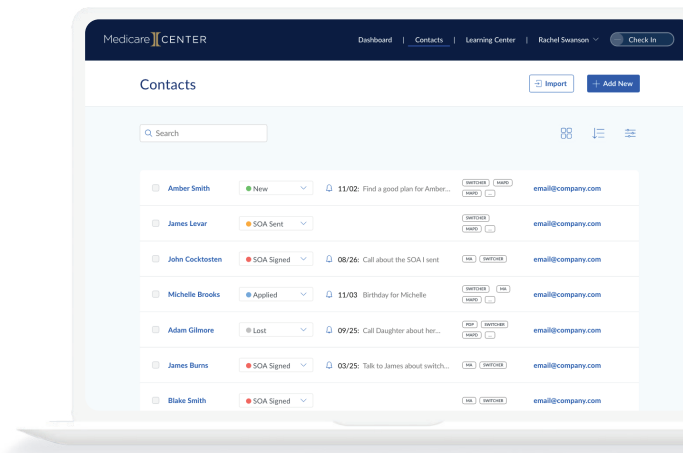 Medicare CENTER
Dashboard | Contacts | Learning Center | Rachel Swanson Check In
Contacts
Import + Add New
Search
Amber Smith New 11/02: Find a good plan for Amber... SWITCHER MAPD MAPD ... email@company.com
James Levar SOA Sent SWITCHER MAPD ... email@company.com
John Cocktosten SOA Signed 08/26: Call about the SOA I sent MA SWITCHER email@company.com
Michelle Brooks Applied 11/03 Birthday for Michelle SWITCHER MA MAPD ... email@company.com
Adam Gilmore Lost 09/25: Call Daughter about her... PDP SWITCHER MAPD ... email@company.com
James Burns SOA Signed 03/25: Talk to James about switch... MA SWITCHER email@company.com
Blake Smith SOA Signed MA SWITCHER email@company.com